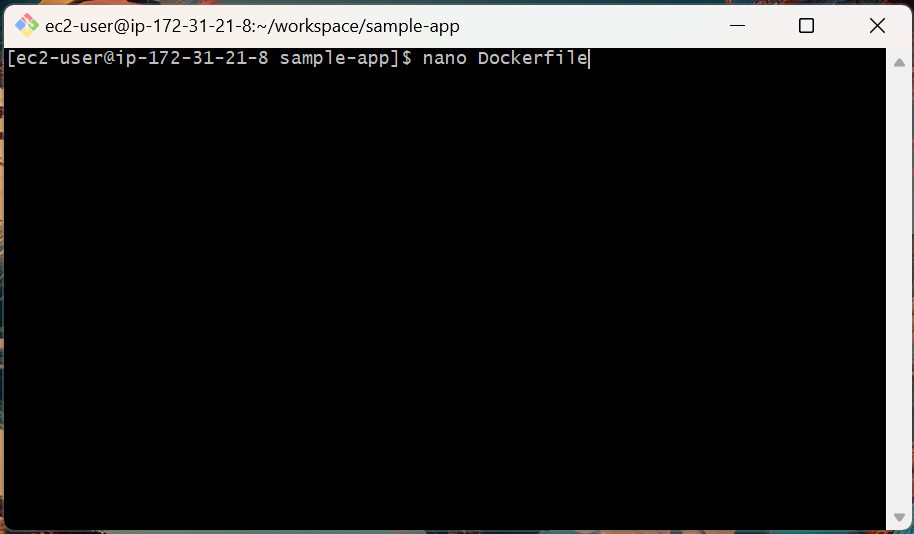 ec2-user@ip-172-31-21-8:~/workspace/sample-app
[ec2-user@ip-172-31-21-8 sample-app]$ nano Dockerfile